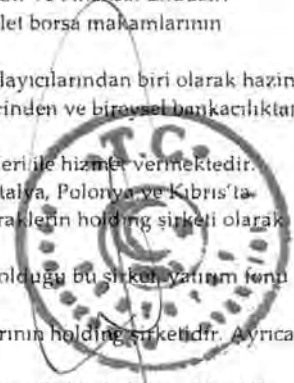 let borsa makamlarının
layıcılarından biri olarak hazin
erinden ve bireysel bankacılıktan
eri ile hizmet vermektedir.
talya, Polonya ve Kıbrıs'ta
raklerin holding şirketi olarak
olduğu bu şirket, yatırım fonu
arının holding şirketidir. Ayrıca
T.C.